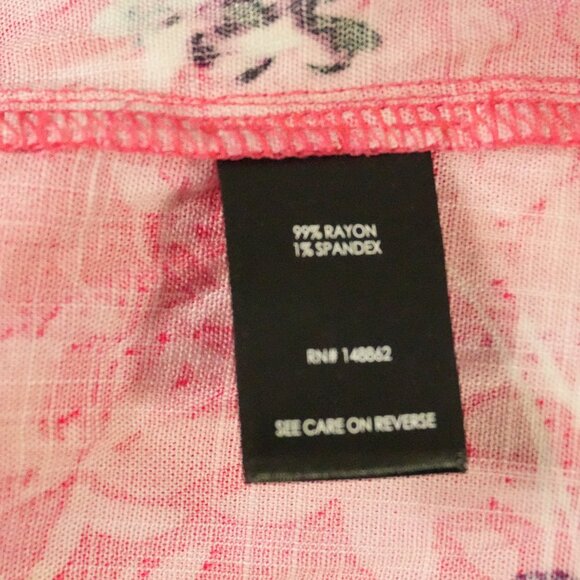 99% RAYON
1% SPANDEX
RN# 148862
SEE CARE ON REVERSE